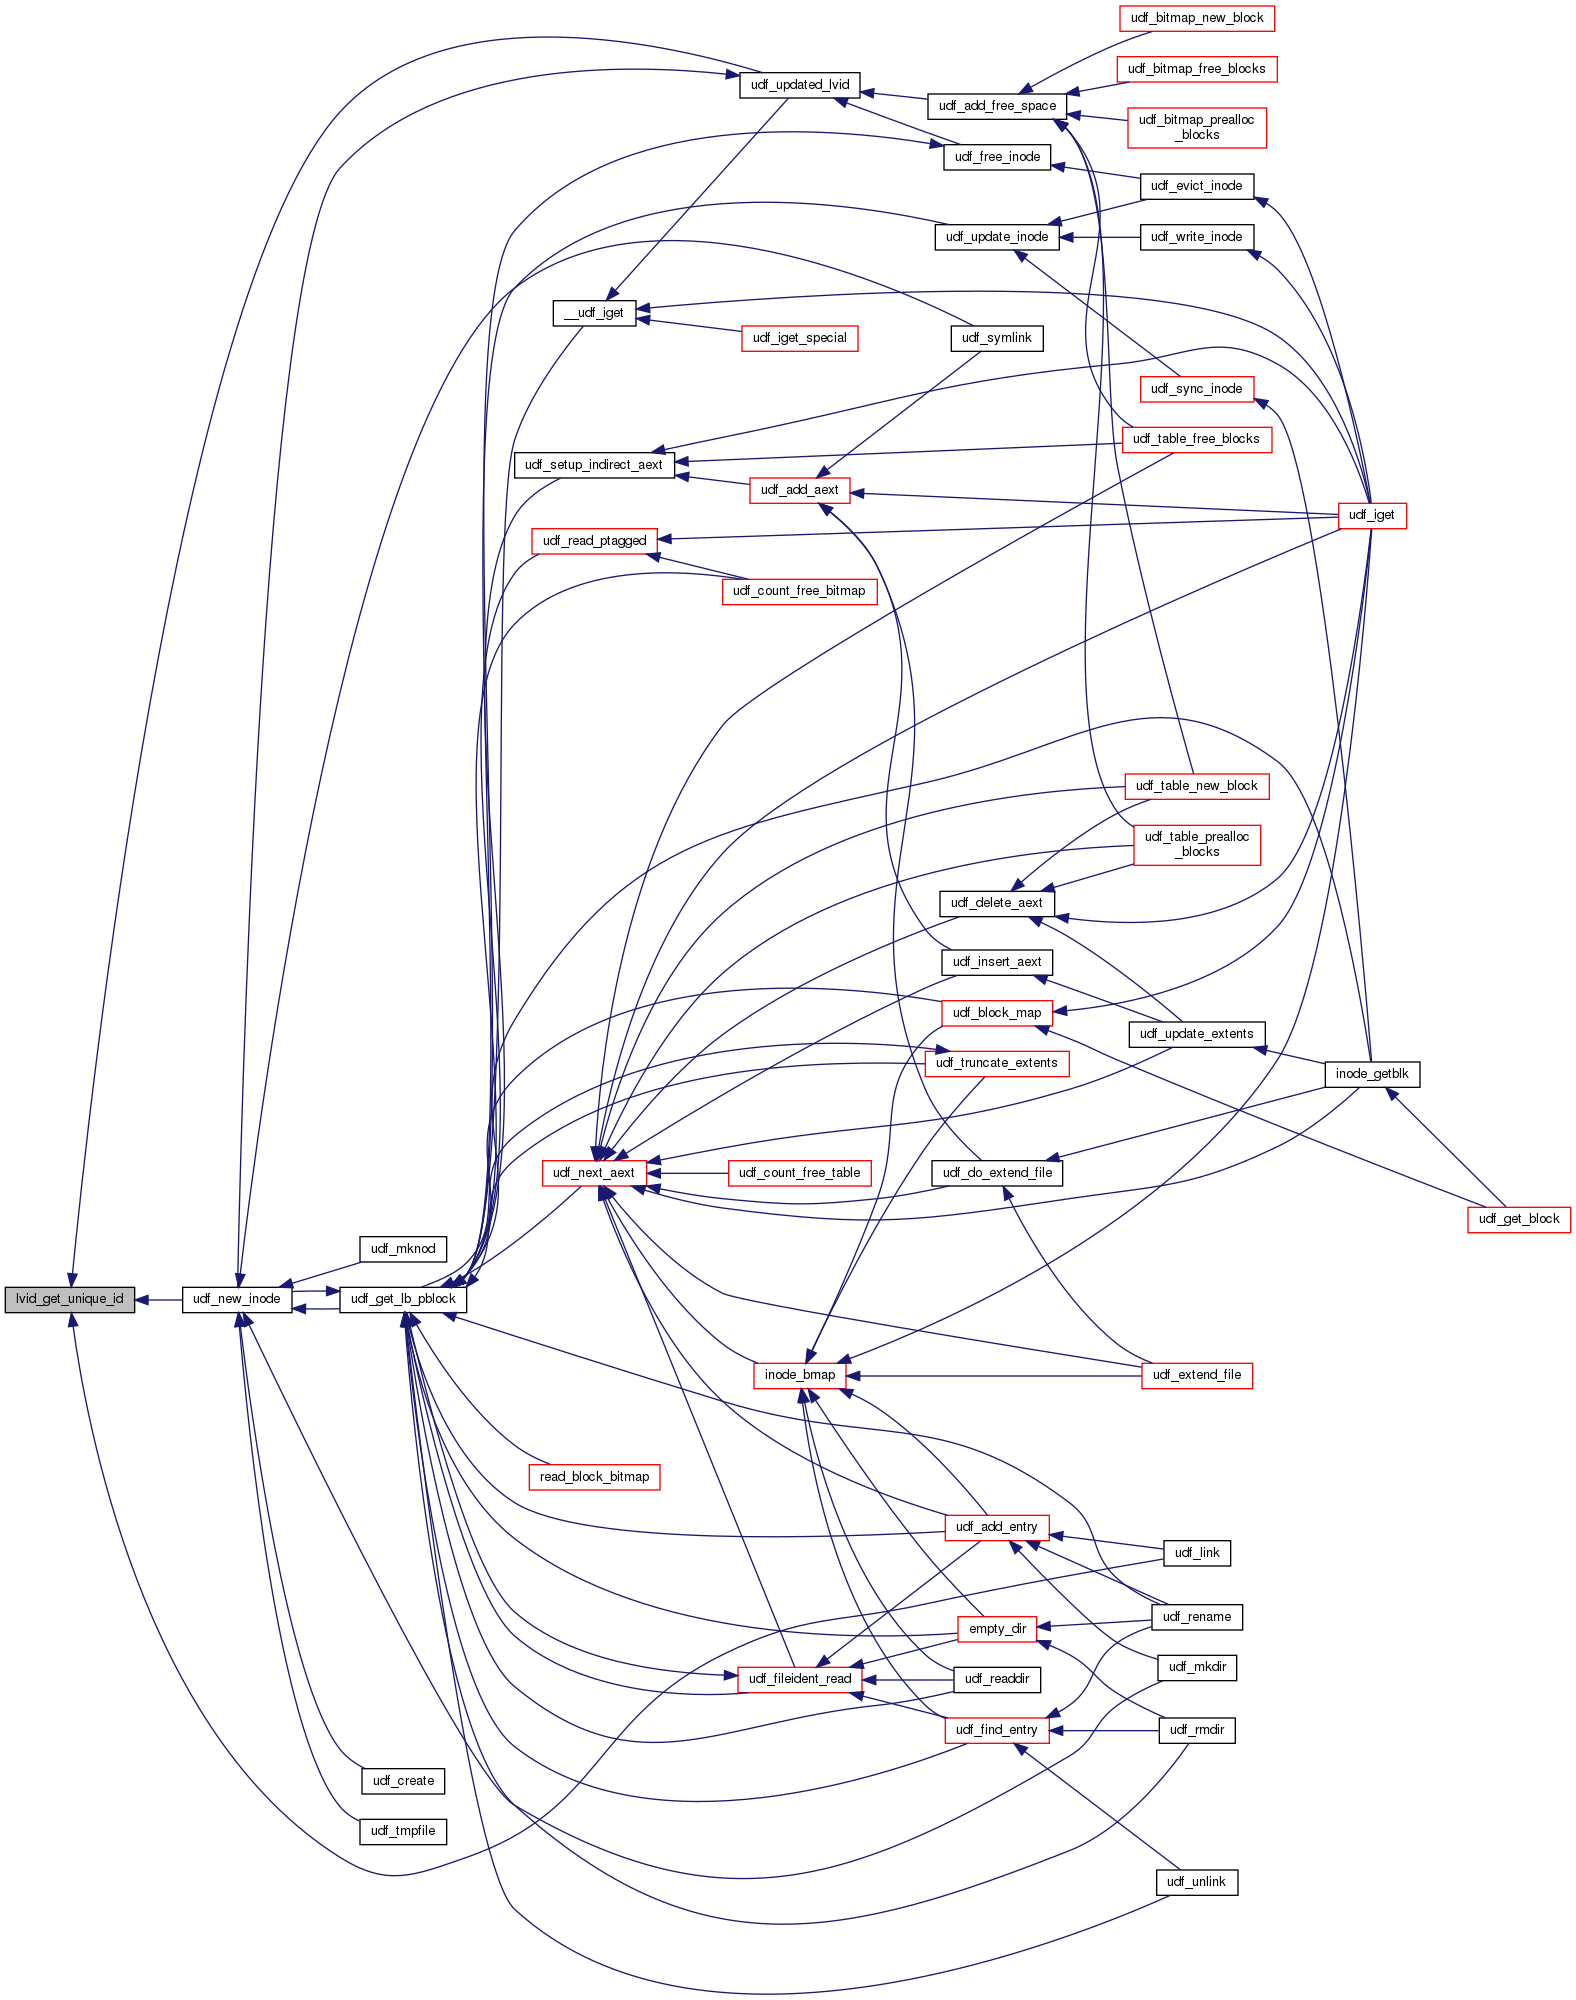 udf_bitmap_new_block
udf_bitmap_free_blocks
udf_updated_lvid
udf_add_free_space
udf_bitmap_prealloc
_blocks
udf_free_inode
udf_evict_inode
udf_update_inode
udf_write_inode
__udf_iget
udf_iget_special
udf_symlink
udf_sync_inode
udf_table_free_blocks
udf_setup_indirect_aext
udf_add_aext
udf_iget
udf_read_ptagged
udf_count_free_bitmap
udf_table_new_block
udf_table_prealloc
_blocks
udf_delete_aext
udf_insert_aext
udf_block_map
udf_update_extents
udf_truncate_extents
inode_getblk
udf_next_aext
udf_count_free_table
udf_do_extend_file
udf_get_block
udf_mknod
lvid_get_unique_id
udf_new_inode
udf_get_lb_pblock
inode_bmap
udf_extend_file
read_block_bitmap
udf_add_entry
udf_link
udf_rename
empty_dir
udf_mkdir
udf_fileident_read
udf_readdir
udf_find_entry
udf_rmdir
udf_create
udf_tmpfile
udf_unlink